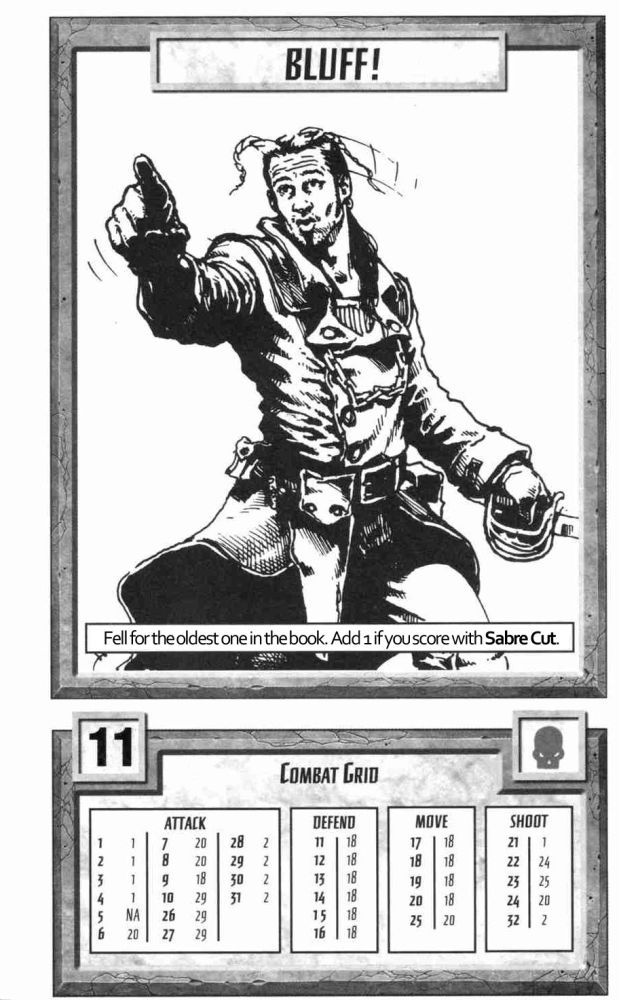 BLUFF!
Fell for the oldest one in the book. Add 1 if you score with Sabre Cut.
11
COMBAT GRID
ATTACK DEFEND MOVE SHOOT
1 1 7 20 28 2 11 18 17 18 21 1
2 1 8 20 29 2 12 18 18 18 22 24
3 1 9 18 30 2 13 18 19 18 23 25
4 1 10 29 31 2 14 18 20 18 24 20
5 NA 26 29 15 18 25 20 32 2
6 20 27 29 16 18